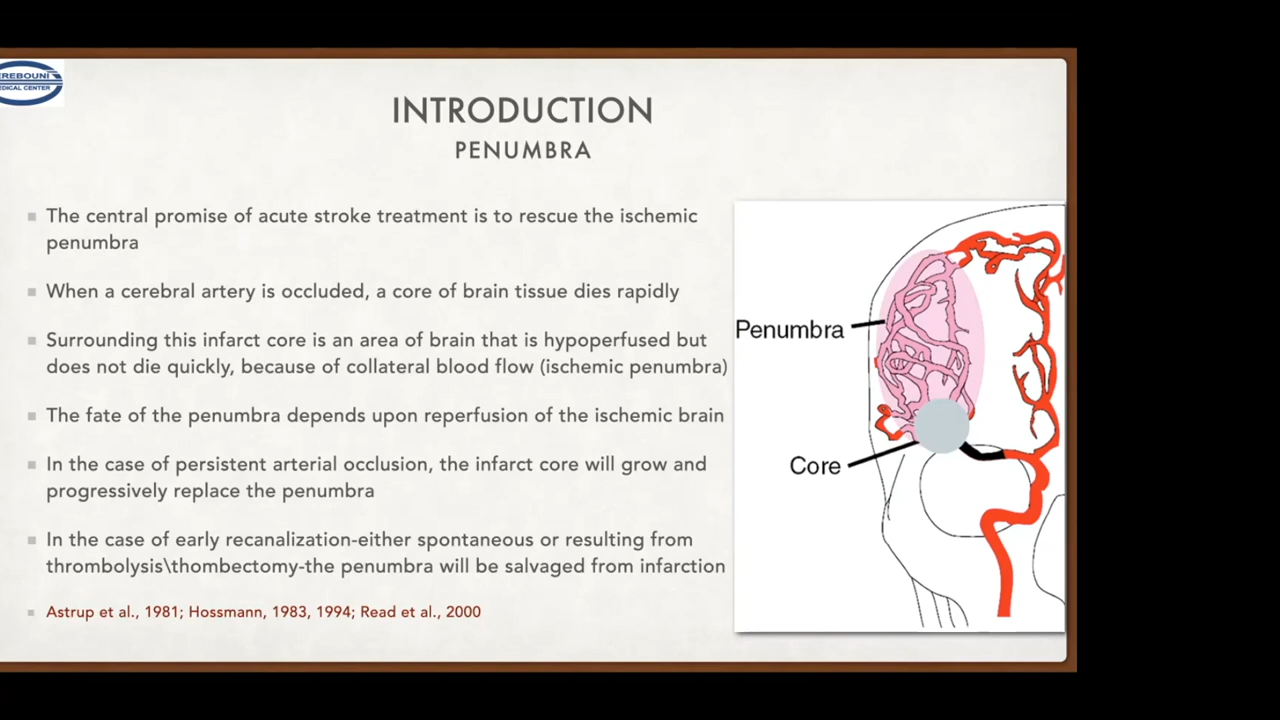 EREBOUNI
EDICAL CENTER
INTRODUCTION
PENUMBRA
The central promise of acute stroke treatment is to rescue the ischemic
penumbra
When a cerebral artery is occluded, a core of brain tissue dies rapidly
Surrounding this infarct core is an area of brain that is hypoperfused but
does not die quickly, because of collateral blood flow (ischemic penumbra)
The fate of the penumbra depends upon reperfusion of the ischemic brain
In the case of persistent arterial occlusion, the infarct core will grow and
progressively replace the penumbra
In the case of early recanalization-either spontaneous or resulting from
thrombolysis\thombectomy-the penumbra will be salvaged from infarction
Astrup et al., 1981; Hossmann, 1983, 1994; Read et al., 2000
Penumbra
Core